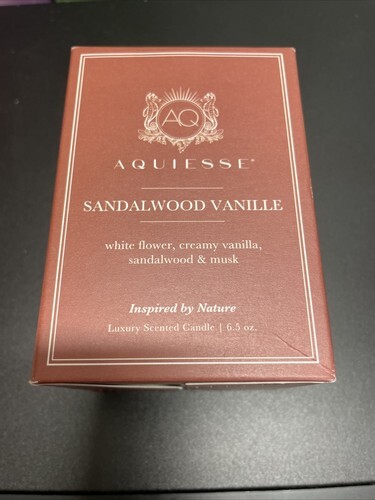 AQ
AQUIESSE®
SANDALWOOD VANILLE
white flower, creamy vanilla,
sandalwood & musk
Inspired by Nature
Luxury Scented Candle | 6.5 oz.